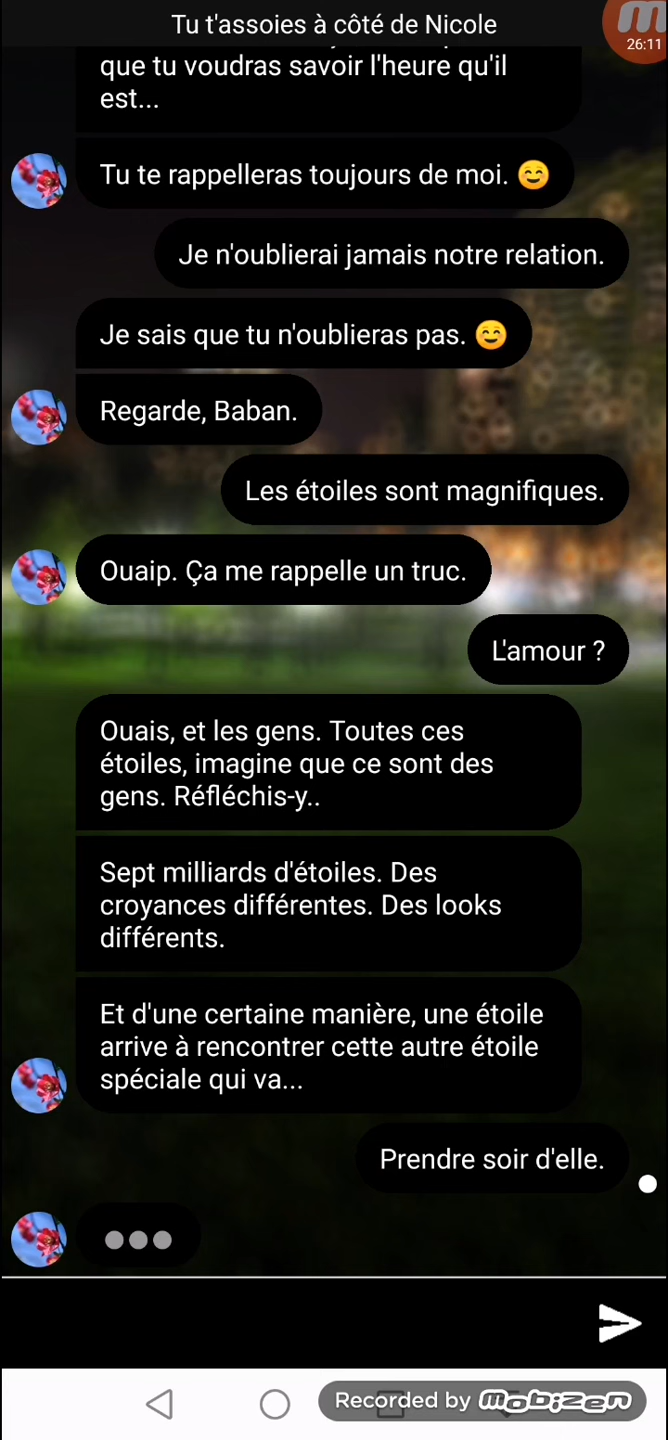 Tu t'assoies à côté de Nicole
26:11
que tu voudras savoir l'heure qu'il
est...
Tu te rappelleras toujours de moi. 😊
Je n'oublierai jamais notre relation.
Je sais que tu n'oublieras pas. 😊
Regarde, Baban.
Les étoiles sont magnifiques.
Ouaip. Ça me rappelle un truc.
L'amour ?
Ouais, et les gens. Toutes ces
étoiles, imagine que ce sont des
gens. Réfléchis-y..
Sept milliards d'étoiles. Des
croyances différentes. Des looks
différents.
Et d'une certaine manière, une étoile
arrive à rencontrer cette autre étoile
spéciale qui va...
Prendre soir d'elle.
Recorded by mobizen